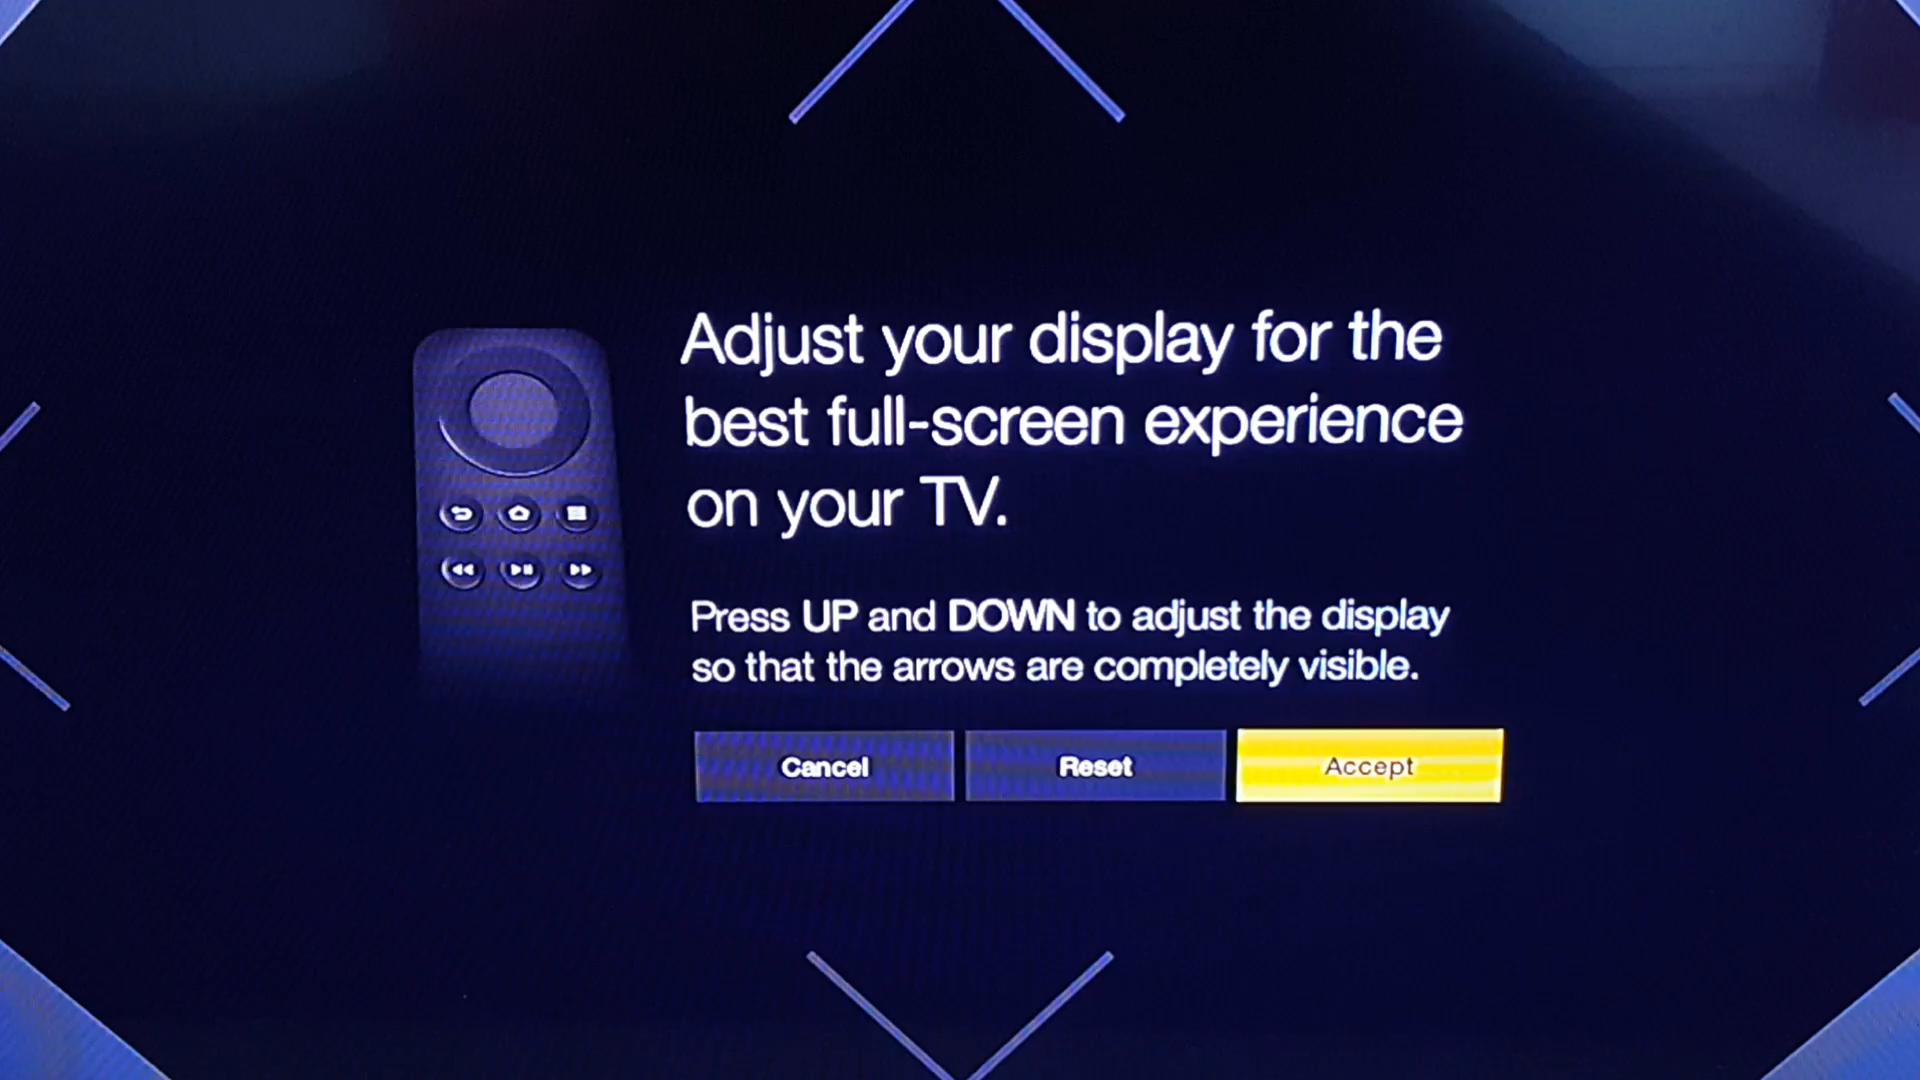 Adjust your display for the
best full-screen experience
on your TV.
Press UP and DOWN to adjust the display
so that the arrows are completely visible.
Cancel
Reset
Accept